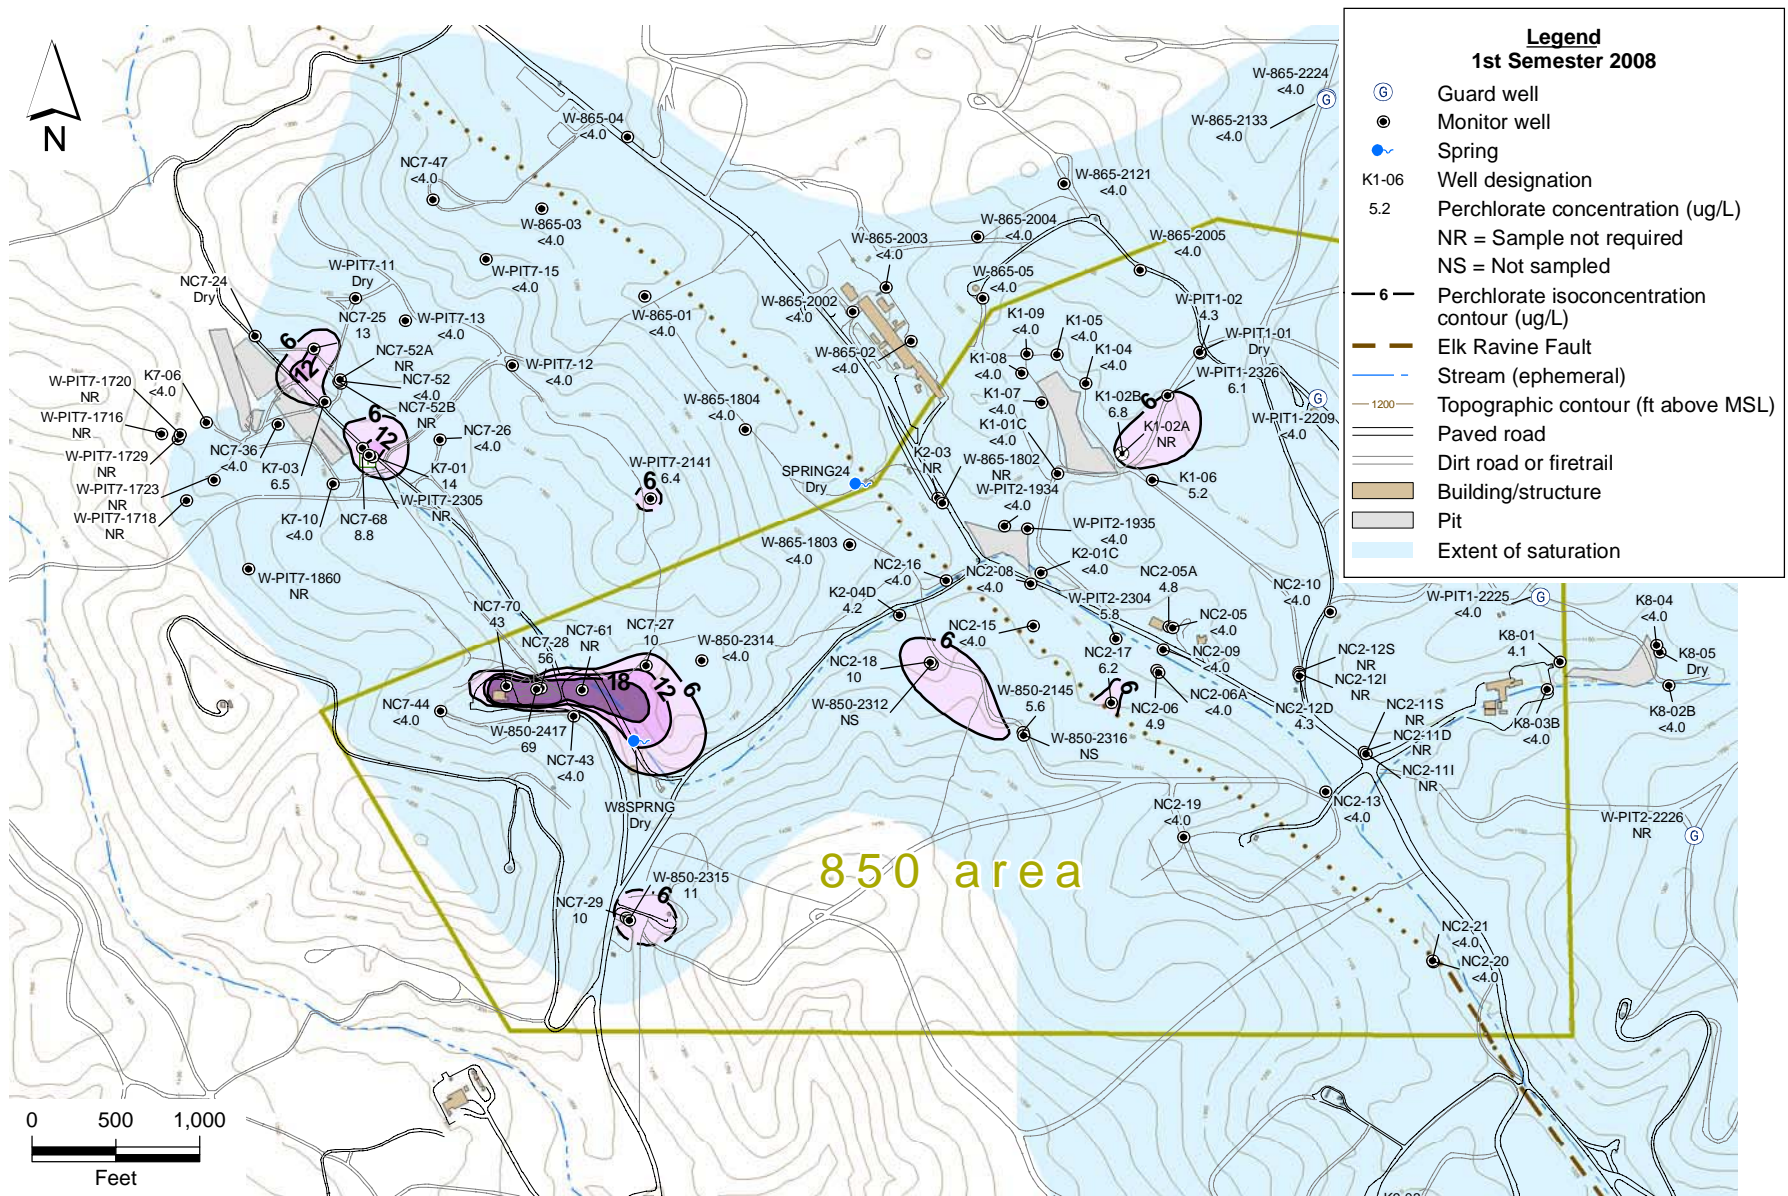 Legend
1st Semester 2008
G
Guard well
Monitor well
Spring
K1-06
Well designation
5.2
Perchlorate concentration (ug/L)
NR = Sample not required
NS = Not sampled
6
Perchlorate isoconcentration
contour (ug/L)
Elk Ravine Fault
Stream (ephemeral)
1200
Topographic contour (ft above MSL)
Paved road
Dirt road or firetrail
Building/structure
Pit
Extent of saturation
N
W-865-04
<4.0
NC7-47
<4.0
W-865-03
<4.0
W-PIT7-15
<4.0
W-PIT7-11
Dry
NC7-24
Dry
NC7-25
13
W-PIT7-13
<4.0
NC7-52A
NR
NC7-52
<4.0
NC7-52B
NR
W-PIT7-12
<4.0
W-865-01
<4.0
W-865-2224
<4.0
G
W-865-2133
<4.0
W-865-2121
<4.0
W-865-2004
<4.0
W-865-2003
<4.0
W-865-2005
<4.0
W-865-05
<4.0
W-865-2002
<4.0
W-865-02
<4.0
W-PIT1-02
4.3
W-PIT1-01
Dry
K1-09
<4.0
K1-05
<4.0
K1-04
<4.0
K1-08
<4.0
K1-07
<4.0
K1-01C
<4.0
K1-02B
6.8
W-PIT1-2326
6.1
K1-02A
NR
6
G
W-PIT1-2209
<4.0
K1-06
5.2
6
12
W-PIT7-1720
NR
K7-06
<4.0
W-PIT7-1716
NR
W-PIT7-1729
NR
W-PIT7-1723
NR
W-PIT7-1718
NR
NC7-36
<4.0
K7-03
6.5
6
12
NC7-26
<4.0
K7-01
14
W-PIT7-2305
NR
NC7-68
8.8
K7-10
<4.0
W-PIT7-1860
NR
W-865-1804
<4.0
W-PIT7-2141
6.4
6
SPRING24
Dry
K2-03
NR
W-865-1802
NR
W-PIT2-1934
<4.0
W-PIT2-1935
<4.0
W-865-1803
<4.0
NC2-16
<4.0
NC2-08
<4.0
K2-01C
<4.0
K2-04D
4.2
NC2-05A
4.8
NC2-05
<4.0
W-PIT2-2304
5.8
NC2-15
<4.0
NC2-17
6.2
6
NC2-09
<4.0
NC2-06
4.9
NC2-06A
<4.0
NC2-10
<4.0
W-PIT1-2225
<4.0
G
K8-04
<4.0
K8-01
4.1
K8-05
Dry
K8-02B
<4.0
K8-03B
<4.0
NC2-12S
NR
NC2-12I
NR
NC2-12D
4.3
NC2-11S
NR
NC2-11D
NR
NC2-11I
NR
NC7-70
43
NC7-28
56
NC7-61
NR
NC7-27
10
W-850-2314
<4.0
18
12
6
NC7-44
<4.0
W-850-2417
69
NC7-43
<4.0
W8SPRNG
Dry
6
NC2-18
10
W-850-2312
NS
W-850-2145
5.6
W-850-2316
NS
NC2-13
<4.0
NC2-19
<4.0
W-PIT2-2226
NR
G
850 area
W-850-2315
11
NC7-29
10
6
NC2-21
<4.0
NC2-20
<4.0
0 500 1,000
Feet